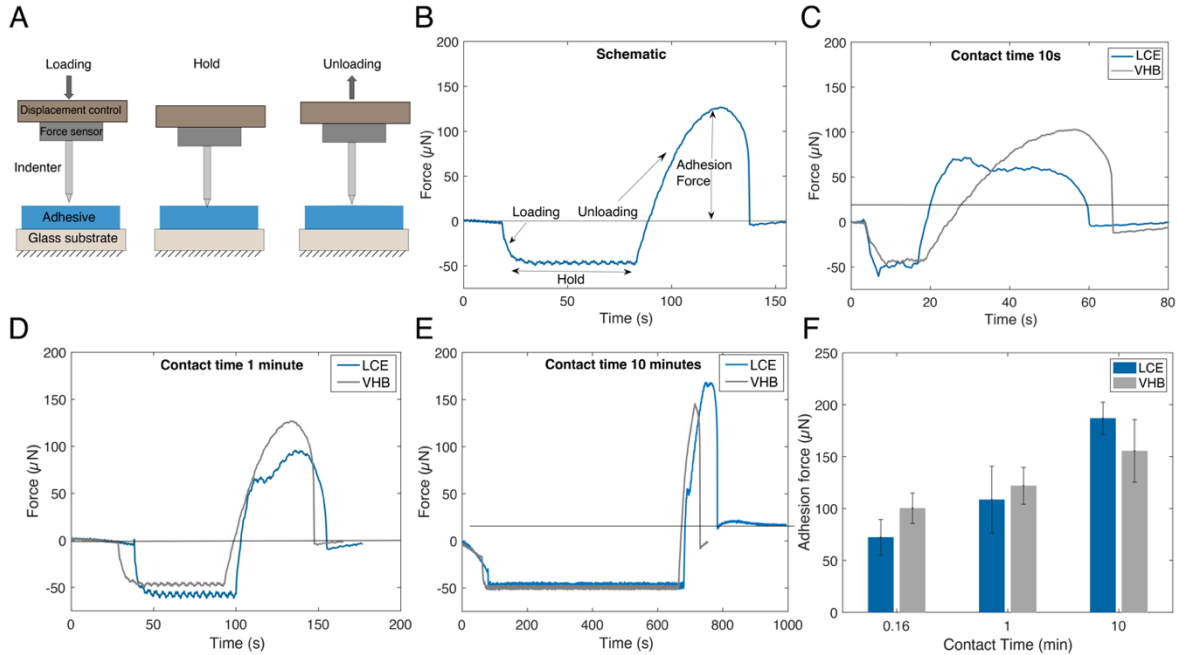 A
Loading
Hold
Unloading
Displacement control
Force sensor
Indenter
Adhesive
Glass substrate
B
Schematic
Force (µN)
200
150
100
50
0
-50
Adhesion
Force
Loading
Unloading
Hold
0
50
100
150
Time (s)
C
Contact time 10s
LCE
VHB
Force (µN)
200
150
100
50
0
-50
0
20
40
60
80
Time (s)
D
Contact time 1 minute
LCE
VHB
Force (µN)
200
150
100
50
0
-50
0
50
100
150
200
Time (s)
E
Contact time 10 minutes
LCE
VHB
Force (µN)
200
150
100
50
0
-50
0
200
400
600
800
1000
Time (s)
F
LCE
VHB
Adhesion force (µN)
250
200
150
100
50
0
0.16
1
10
Contact Time (min)